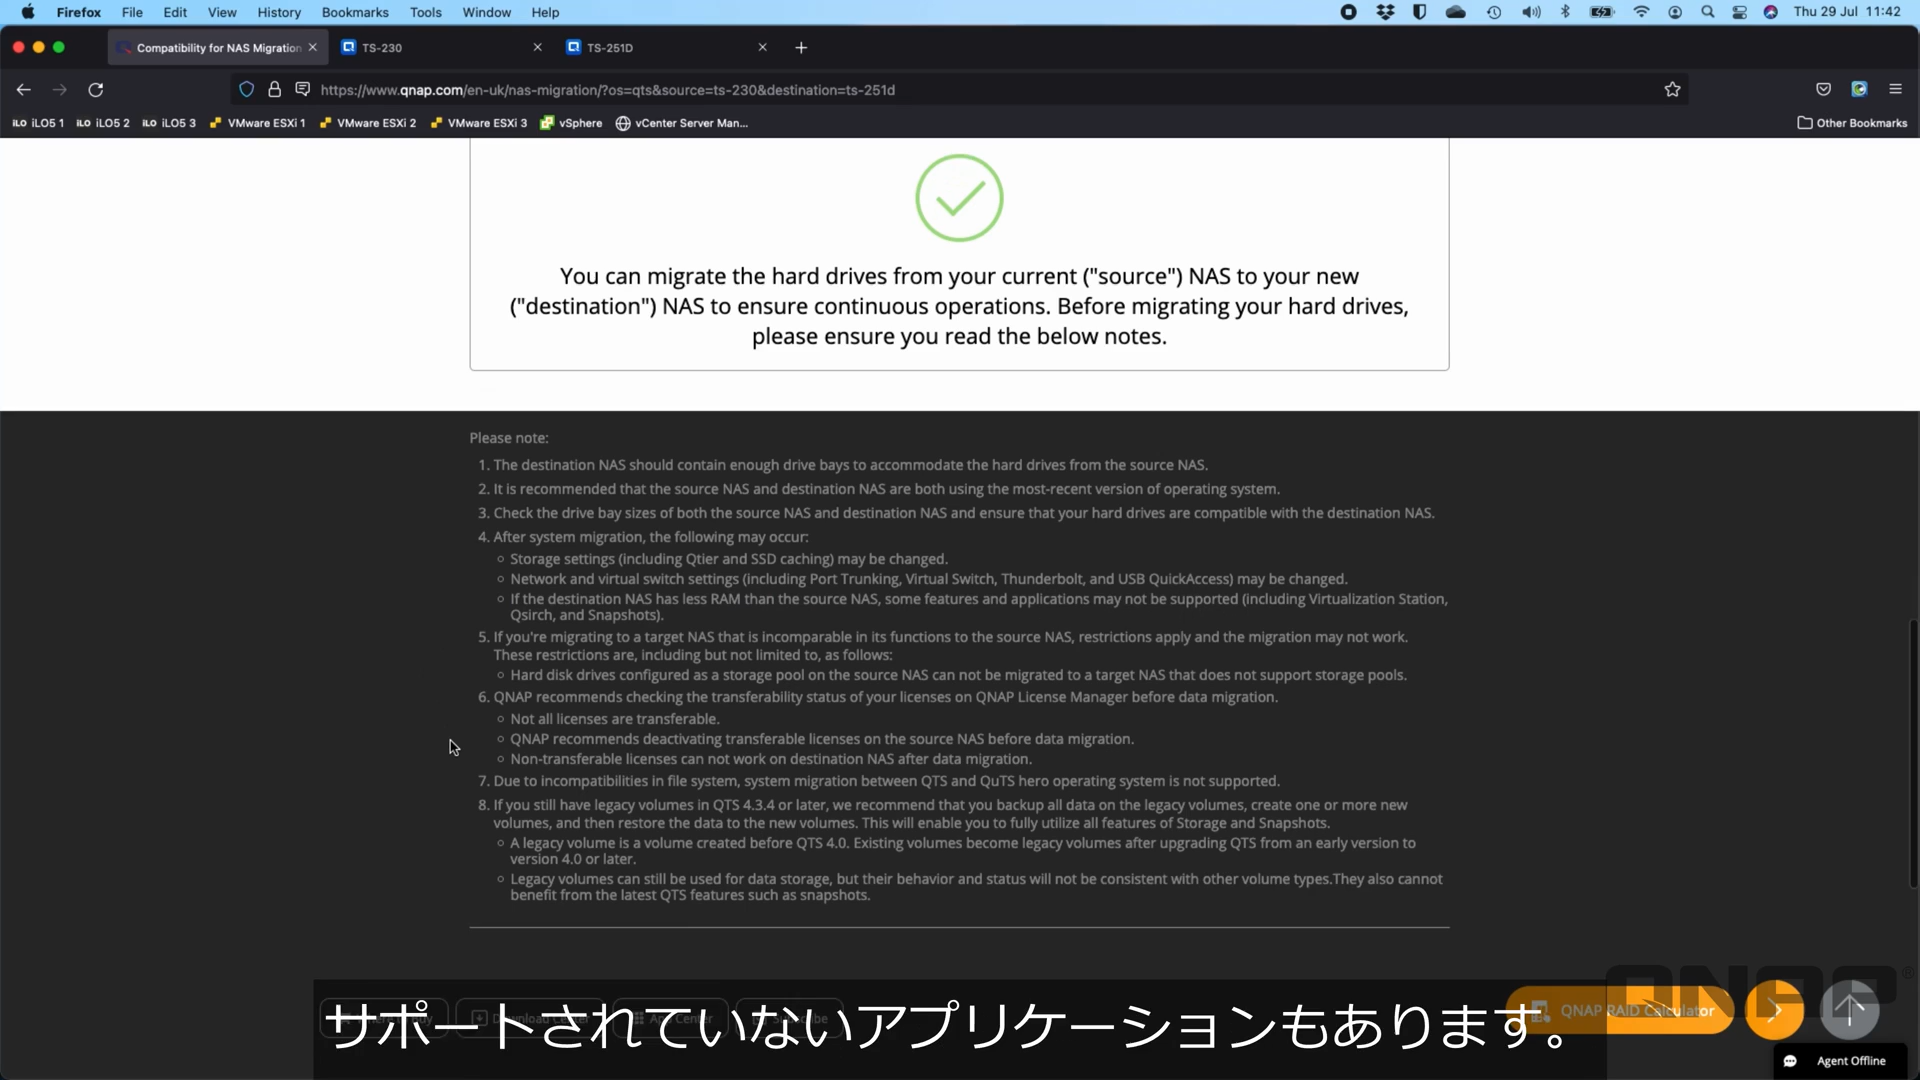 Firefox File Edit View History Bookmarks Tools Window Help Thu 29 Jul 11:42
Compatibility for NAS Migration TS-230 TS-251D
https://www.qnap.com/en-uk/nas-migration/?os=qts&source=ts-230&destination=ts-251d
iLO iLO5 1 iLO iLO5 2 iLO iLO5 3 VMware ESXi 1 VMware ESXi 2 VMware ESXi 3 vSphere vCenter Server Man... Other Bookmarks
You can migrate the hard drives from your current ("source") NAS to your new
("destination") NAS to ensure continuous operations. Before migrating your hard drives,
please ensure you read the below notes.
Please note:
1. The destination NAS should contain enough drive bays to accommodate the hard drives from the source NAS.
2. It is recommended that the source NAS and destination NAS are both using the most-recent version of operating system.
3. Check the drive bay sizes of both the source NAS and destination NAS and ensure that your hard drives are compatible with the destination NAS.
4. After system migration, the following may occur:
Storage settings (including Qtier and SSD caching) may be changed.
Network and virtual switch settings (including Port Trunking, Virtual Switch, Thunderbolt, and USB QuickAccess) may be changed.
If the destination NAS has less RAM than the source NAS, some features and applications may not be supported (including Virtualization Station,
Qsirch, and Snapshots).
5. If you're migrating to a target NAS that is incomparable in its functions to the source NAS, restrictions apply and the migration may not work.
These restrictions are, including but not limited to, as follows:
Hard disk drives configured as a storage pool on the source NAS can not be migrated to a target NAS that does not support storage pools.
6. QNAP recommends checking the transferability status of your licenses on QNAP License Manager before data migration.
Not all licenses are transferable.
QNAP recommends deactivating transferable licenses on the source NAS before data migration.
Non-transferable licenses can not work on destination NAS after data migration.
7. Due to incompatibilities in file system, system migration between QTS and QuTS hero operating system is not supported.
8. If you still have legacy volumes in QTS 4.3.4 or later, we recommend that you backup all data on the legacy volumes, create one or more new
volumes, and then restore the data to the new volumes. This will enable you to fully utilize all features of Storage and Snapshots.
A legacy volume is a volume created before QTS 4.0. Existing volumes become legacy volumes after upgrading QTS from an early version to
version 4.0 or later.
Legacy volumes can still be used for data storage, but their behavior and status will not be consistent with other volume types.They also cannot
benefit from the latest QTS features such as snapshots.
QNAP
QNAP RAID Calculator
サポートされていないアプリケーションもあります。
Agent Offline